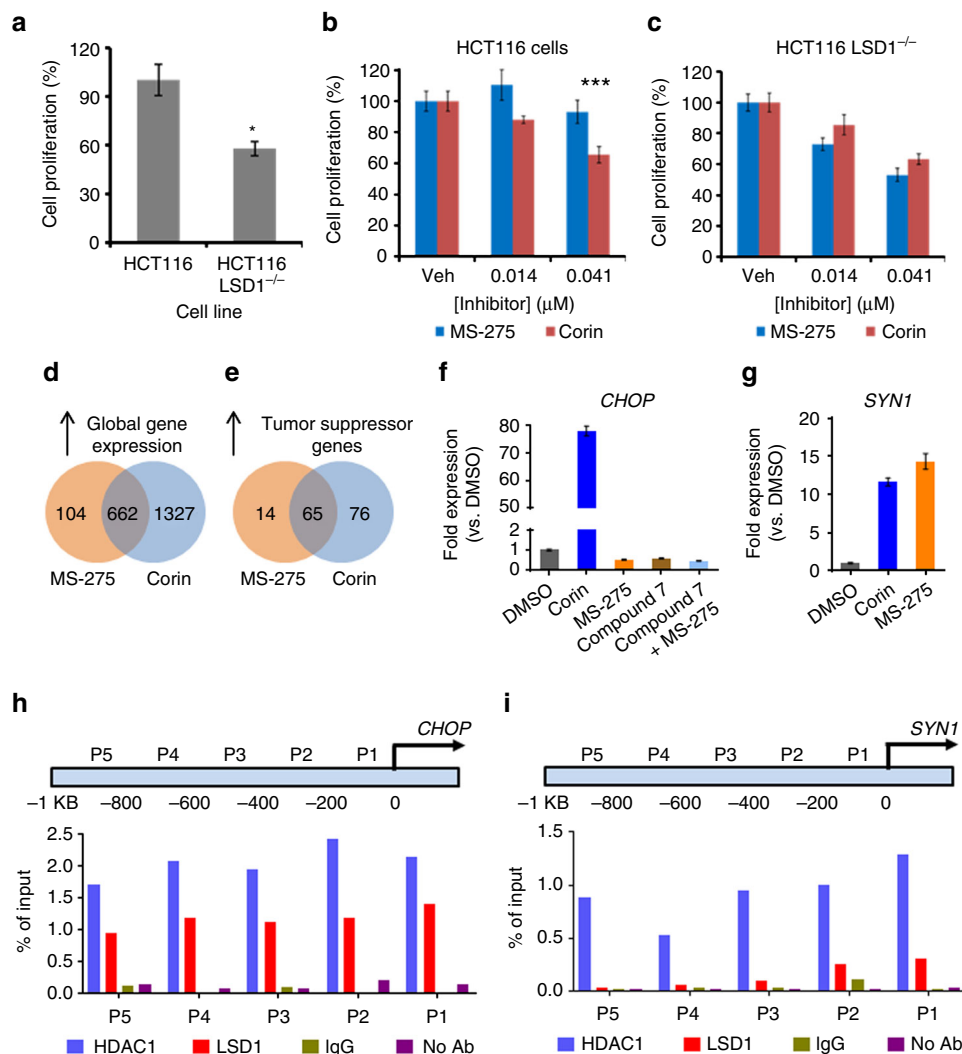 a
Cell proliferation (%)
120
90
60
30
0
*
HCT116
HCT116
LSD1–/–
Cell line
b
HCT116 cells
Cell proliferation (%)
120
100
80
60
40
20
0
***
Veh
0.014
0.041
[Inhibitor] (μM)
MS-275
Corin
c
HCT116 LSD1–/–
Cell proliferation (%)
120
100
80
60
40
20
0
Veh
0.014
0.041
[Inhibitor] (μM)
MS-275
Corin
d
Global gene
expression
104
662
1327
MS-275
Corin
e
Tumor suppressor
genes
14
65
76
MS-275
Corin
f
CHOP
Fold expression
(vs. DMSO)
80
70
60
50
2
1
0
DMSO
Corin
MS-275
Compound 7
Compound 7
+ MS-275
g
SYN1
Fold expression
(vs. DMSO)
20
15
10
5
0
DMSO
Corin
MS-275
h
CHOP
P5 P4 P3 P2 P1
–1 KB –800 –600 –400 –200 0
% of input
2.5
2.0
1.5
1.0
0.5
0.0
P5 P4 P3 P2 P1
HDAC1 LSD1 IgG No Ab
i
SYN1
P5 P4 P3 P2 P1
–1 KB –800 –600 –400 –200 0
% of input
1.5
1.0
0.5
0.0
P5 P4 P3 P2 P1
HDAC1 LSD1 IgG No Ab